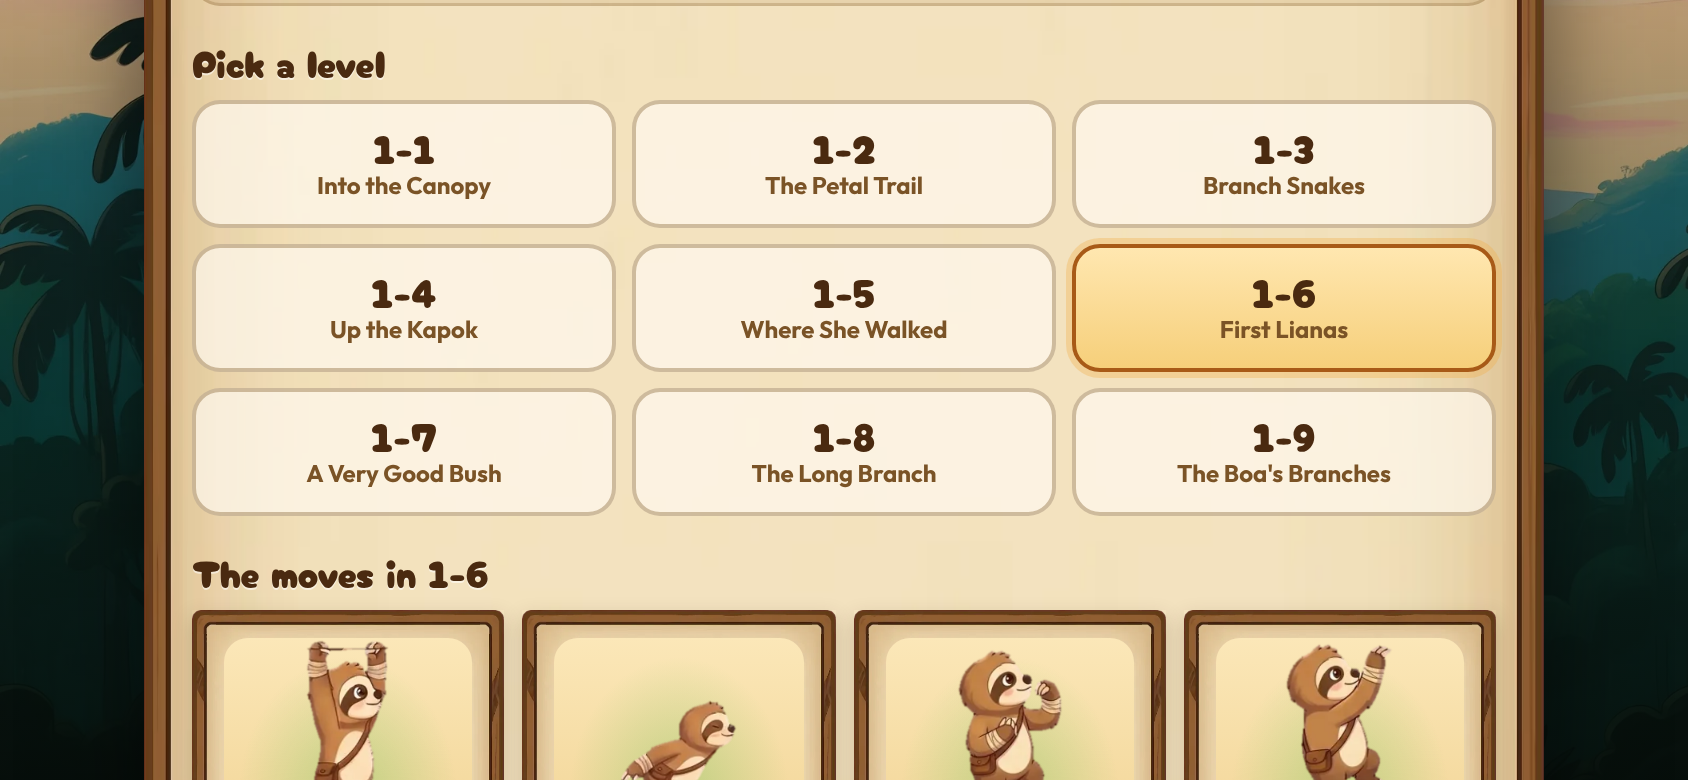 Pick a level
1-1
Into the Canopy
1-2
The Petal Trail
1-3
Branch Snakes
1-4
Up the Kapok
1-5
Where She Walked
1-6
First Lianas
1-7
A Very Good Bush
1-8
The Long Branch
1-9
The Boa's Branches
The moves in 1-6